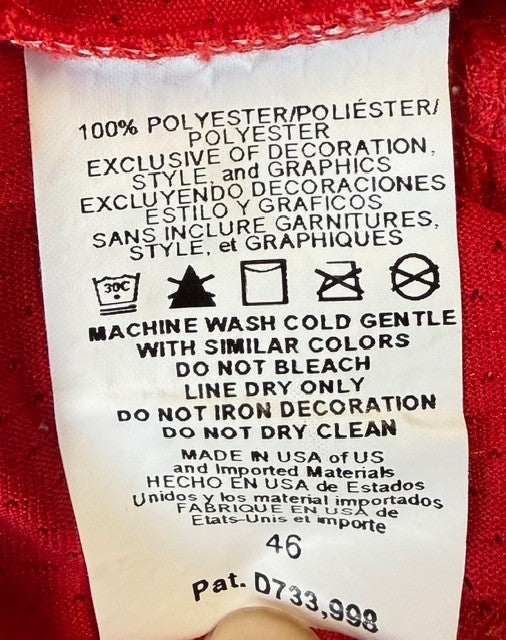 100% POLYESTER/POLIÉSTER/
POLYESTER
EXCLUSIVE OF DECORATION,
STYLE, and GRAPHICS
EXCLUYENDO DECORACIONES
ESTILO Y GRAFICOS
SANS INCLURE GARNITURES,
STYLE, et GRAPHIQUES
30C
MACHINE WASH COLD GENTLE
WITH SIMILAR COLORS
DO NOT BLEACH
LINE DRY ONLY
DO NOT IRON DECORATION
DO NOT DRY CLEAN
MADE IN USA of US
and Imported Materials
HECHO EN USA de Estados
Unidos y los material importados
FABRIQUE EN USA de
Etats-Unis et importe
46
Pat. D733,998